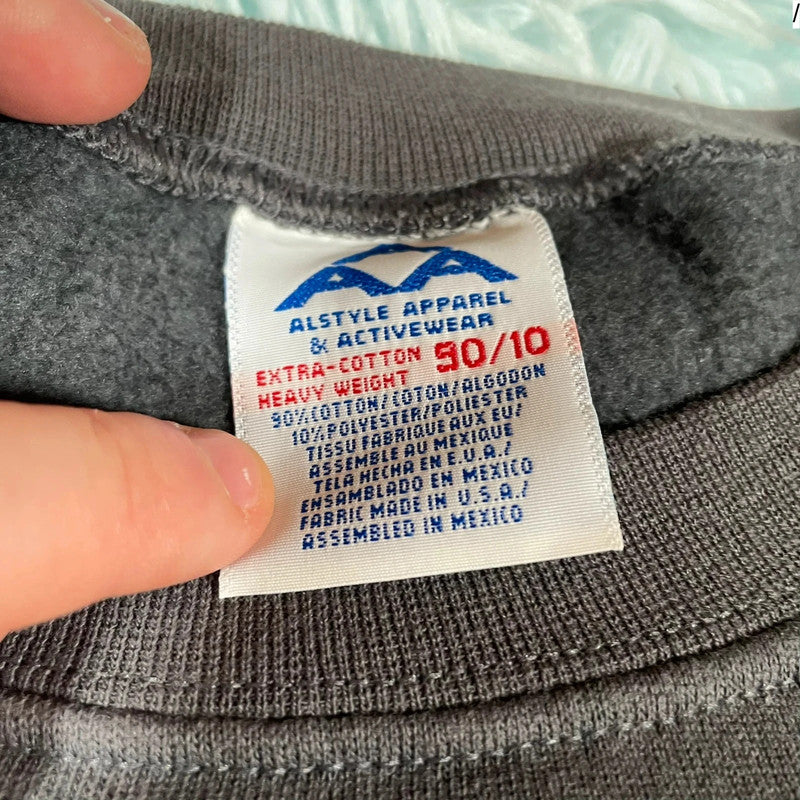 AAA
ALSTYLE APPAREL
& ACTIVEWEAR
EXTRA-COTTON 90/10
HEAVY WEIGHT
90% COTTON/COTON/ALGODON
10% POLYESTER/POLIESTER
TISSU FABRIQUE AUX EU/
ASSEMBLE AU MEXIQUE
TELA HECHA EN E.U.A./
ENSAMBLADO EN MEXICO
FABRIC MADE IN U.S.A./
ASSEMBLED IN MEXICO